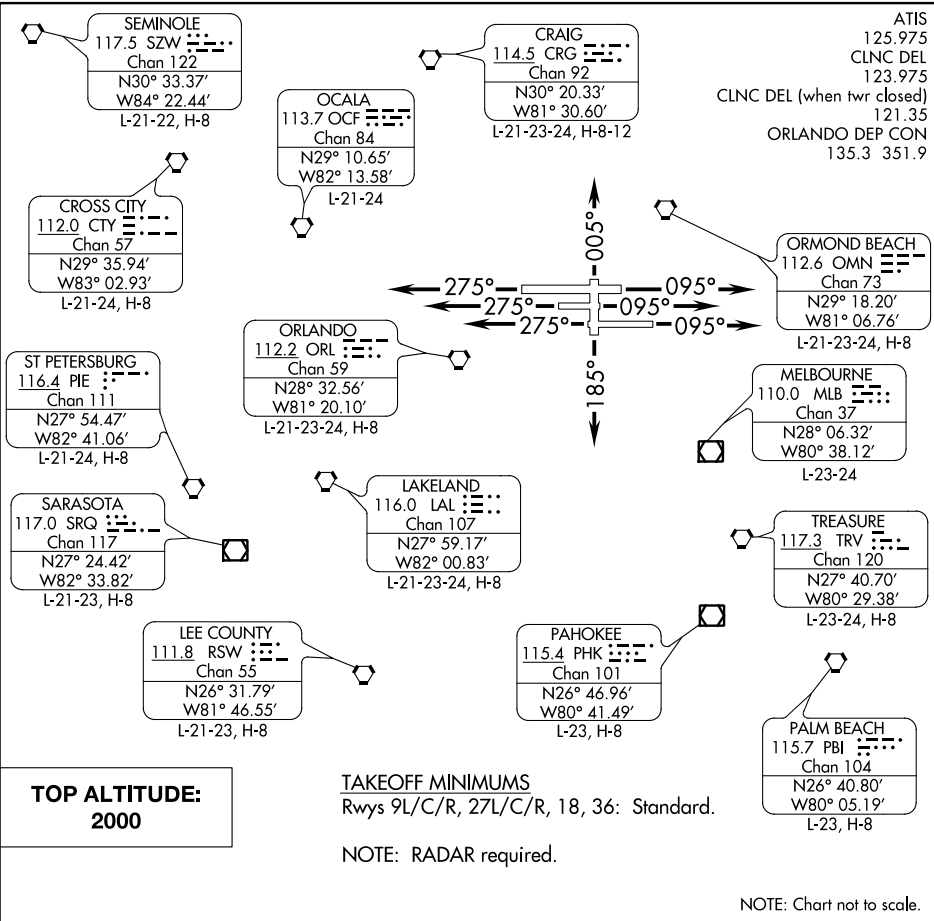 SEMINOLE
117.5 SZW
Chan 122
N30° 33.37′
W84° 22.44′
L-21-22, H-8
CRAIG
114.5 CRG
Chan 92
N30° 20.33′
W81° 30.60′
L-21-23-24, H-8-12
ATIS
125.975
CLNC DEL
123.975
CLNC DEL (when twr closed)
121.35
ORLANDO DEP CON
135.3 351.9
OCALA
113.7 OCF
Chan 84
N29° 10.65′
W82° 13.58′
L-21-24
CROSS CITY
112.0 CTY
Chan 57
N29° 35.94′
W83° 02.93′
L-21-24, H-8
005°
275° 095°
275° 095°
275° 095°
185°
ORMOND BEACH
112.6 OMN
Chan 73
N29° 18.20′
W81° 06.76′
L-21-23-24, H-8
ORLANDO
112.2 ORL
Chan 59
N28° 32.56′
W81° 20.10′
L-21-23-24, H-8
ST PETERSBURG
116.4 PIE
Chan 111
N27° 54.47′
W82° 41.06′
L-21-24, H-8
MELBOURNE
110.0 MLB
Chan 37
N28° 06.32′
W80° 38.12′
L-23-24
SARASOTA
117.0 SRQ
Chan 117
N27° 24.42′
W82° 33.82′
L-21-23, H-8
LAKELAND
116.0 LAL
Chan 107
N27° 59.17′
W82° 00.83′
L-21-23-24, H-8
TREASURE
117.3 TRV
Chan 120
N27° 40.70′
W80° 29.38′
L-23-24, H-8
LEE COUNTY
111.8 RSW
Chan 55
N26° 31.79′
W81° 46.55′
L-21-23, H-8
PAHOKEE
115.4 PHK
Chan 101
N26° 46.96′
W80° 41.49′
L-23, H-8
PALM BEACH
115.7 PBI
Chan 104
N26° 40.80′
W80° 05.19′
L-23, H-8
TOP ALTITUDE:
2000
TAKEOFF MINIMUMS
Rwys 9L/C/R, 27L/C/R, 18, 36: Standard.
NOTE: RADAR required.
NOTE: Chart not to scale.